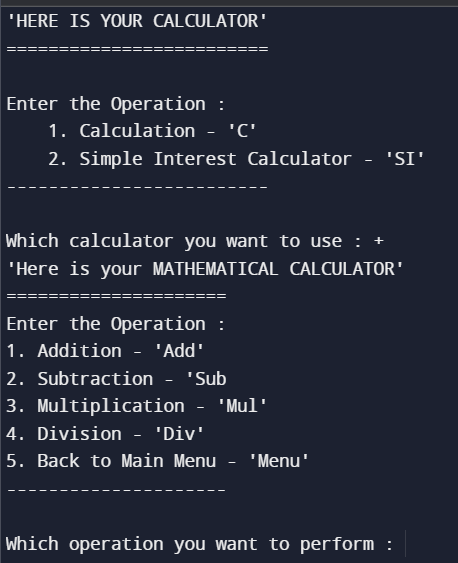 'HERE IS YOUR CALCULATOR'
=========================
Enter the Operation :
1. Calculation - 'C'
2. Simple Interest Calculator - 'SI'
-------------------------
Which calculator you want to use : +
'Here is your MATHEMATICAL CALCULATOR'
=====================
Enter the Operation :
1. Addition - 'Add'
2. Subtraction - 'Sub
3. Multiplication - 'Mul'
4. Division - 'Div'
5. Back to Main Menu - 'Menu'
---------------------
Which operation you want to perform :